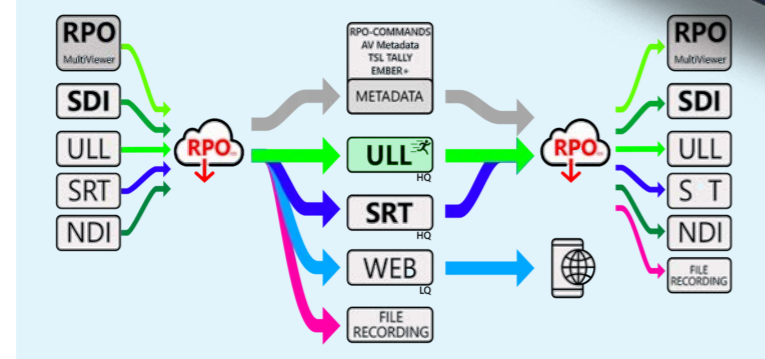 RPO
MultiViewer
SDI
ULL
SRT
NDI
RPO
RPO-COMMANDS
AV Metadata
TSL TALLY
EMBER+
METADATA
ULL
HQ
SRT
HQ
WEB
LQ
FILE
RECORDING
RPO
RPO
MultiViewer
SDI
ULL
S T
NDI
FILE
RECORDING